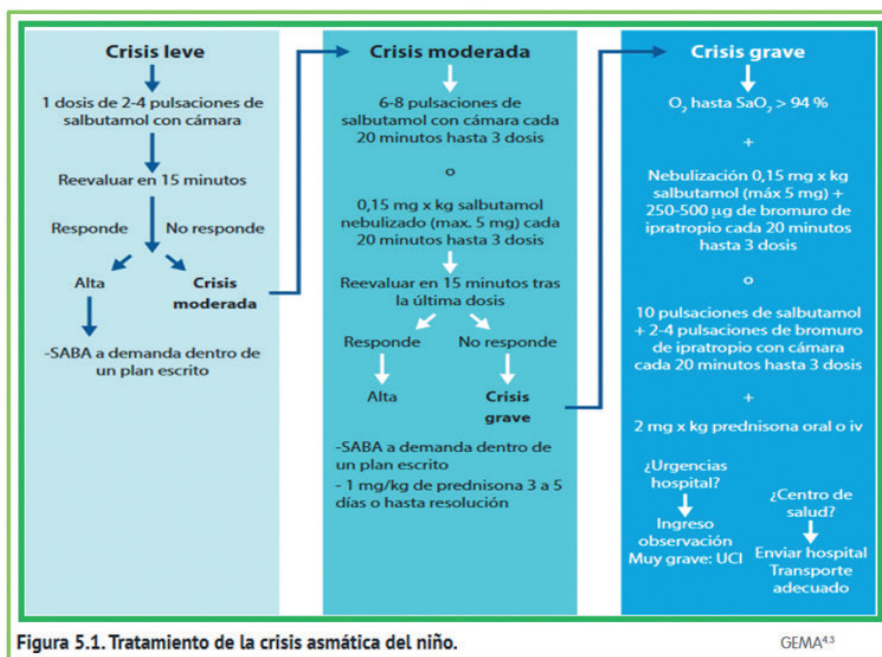 Crisis leve
1 dosis de 2-4 pulsaciones de
salbutamol con cámara
Reevaluar en 15 minutos
Responde
No responde
Alta
Crisis
moderada
-SABA a demanda dentro de
un plan escrito
Crisis moderada
6-8 pulsaciones de
salbutamol con cámara cada
20 minutos hasta 3 dosis
o
0,15 mg x kg salbutamol
nebulizado (max. 5 mg) cada
20 minutos hasta 3 dosis
Reevaluar en 15 minutos tras
la última dosis
Responde
No responde
Alta
Crisis
grave
-SABA a demanda dentro de
un plan escrito
- 1 mg/kg de prednisona 3 a 5
días o hasta resolución
Crisis grave
O₂ hasta SaO₂ > 94 %
+
Nebulización 0,15 mg x kg
salbutamol (máx 5 mg) +
250-500 µg de bromuro de
ipratropio cada 20 minutos
hasta 3 dosis
o
10 pulsaciones de salbutamol
+ 2-4 pulsaciones de bromuro
de ipratropio con cámara
cada 20 minutos hasta 3 dosis
+
2 mg x kg prednisona oral o iv
¿Urgencias
hospital?
Ingreso
observación
Muy grave: UCI
¿Centro de
salud?
Enviar hospital
Transporte
adecuado
Figura 5.1. Tratamiento de la crisis asmática del niño.
GEMA4.3